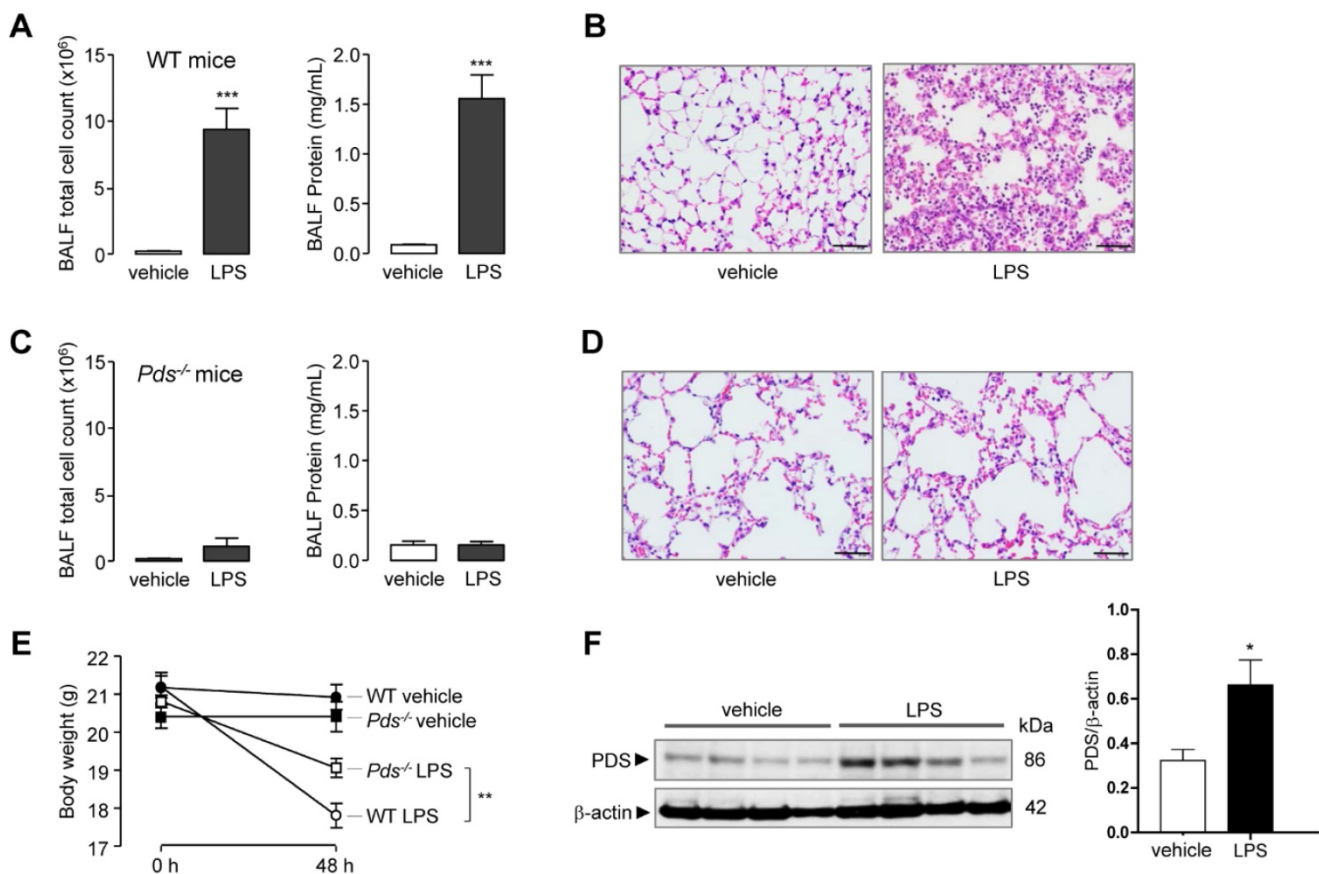 A
BALF total cell count (x10⁶)
15
10
5
0
WT mice
***
vehicle
LPS
BALF Protein (mg/mL)
2.0
1.5
1.0
0.5
0.0
***
vehicle
LPS
B
vehicle
LPS
C
BALF total cell count (x10⁶)
15
10
5
0
Pds⁻/⁻ mice
vehicle
LPS
BALF Protein (mg/mL)
2.0
1.5
1.0
0.5
0.0
vehicle
LPS
D
vehicle
LPS
E
Body weight (g)
22
21
20
19
18
17
0 h
48 h
WT vehicle
Pds⁻/⁻ vehicle
Pds⁻/⁻ LPS
WT LPS
**
F
vehicle
LPS
kDa
PDS
86
β-actin
42
PDS/β-actin
1.0
0.8
0.6
0.4
0.2
0.0
*
vehicle
LPS